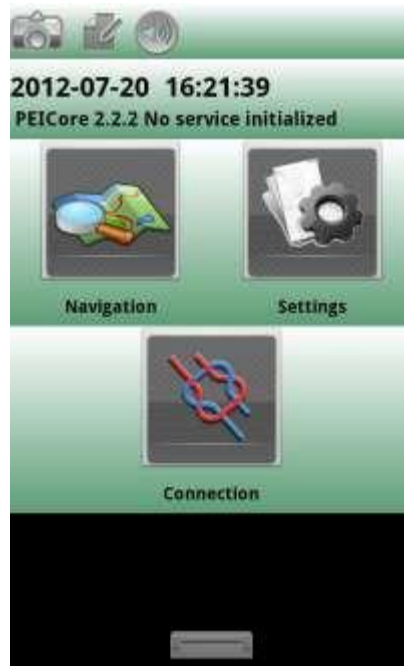 2012-07-20 16:21:39
PEICore 2.2.2 No service initialized
Navigation
Settings
Connection